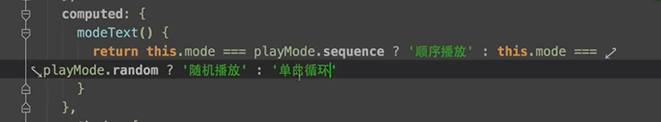 computed: {
modeText() {
return this.mode === playMode.sequence ? '顺序播放' : this.mode ===
playMode.random ? '随机播放' : '单曲循环'
}
},